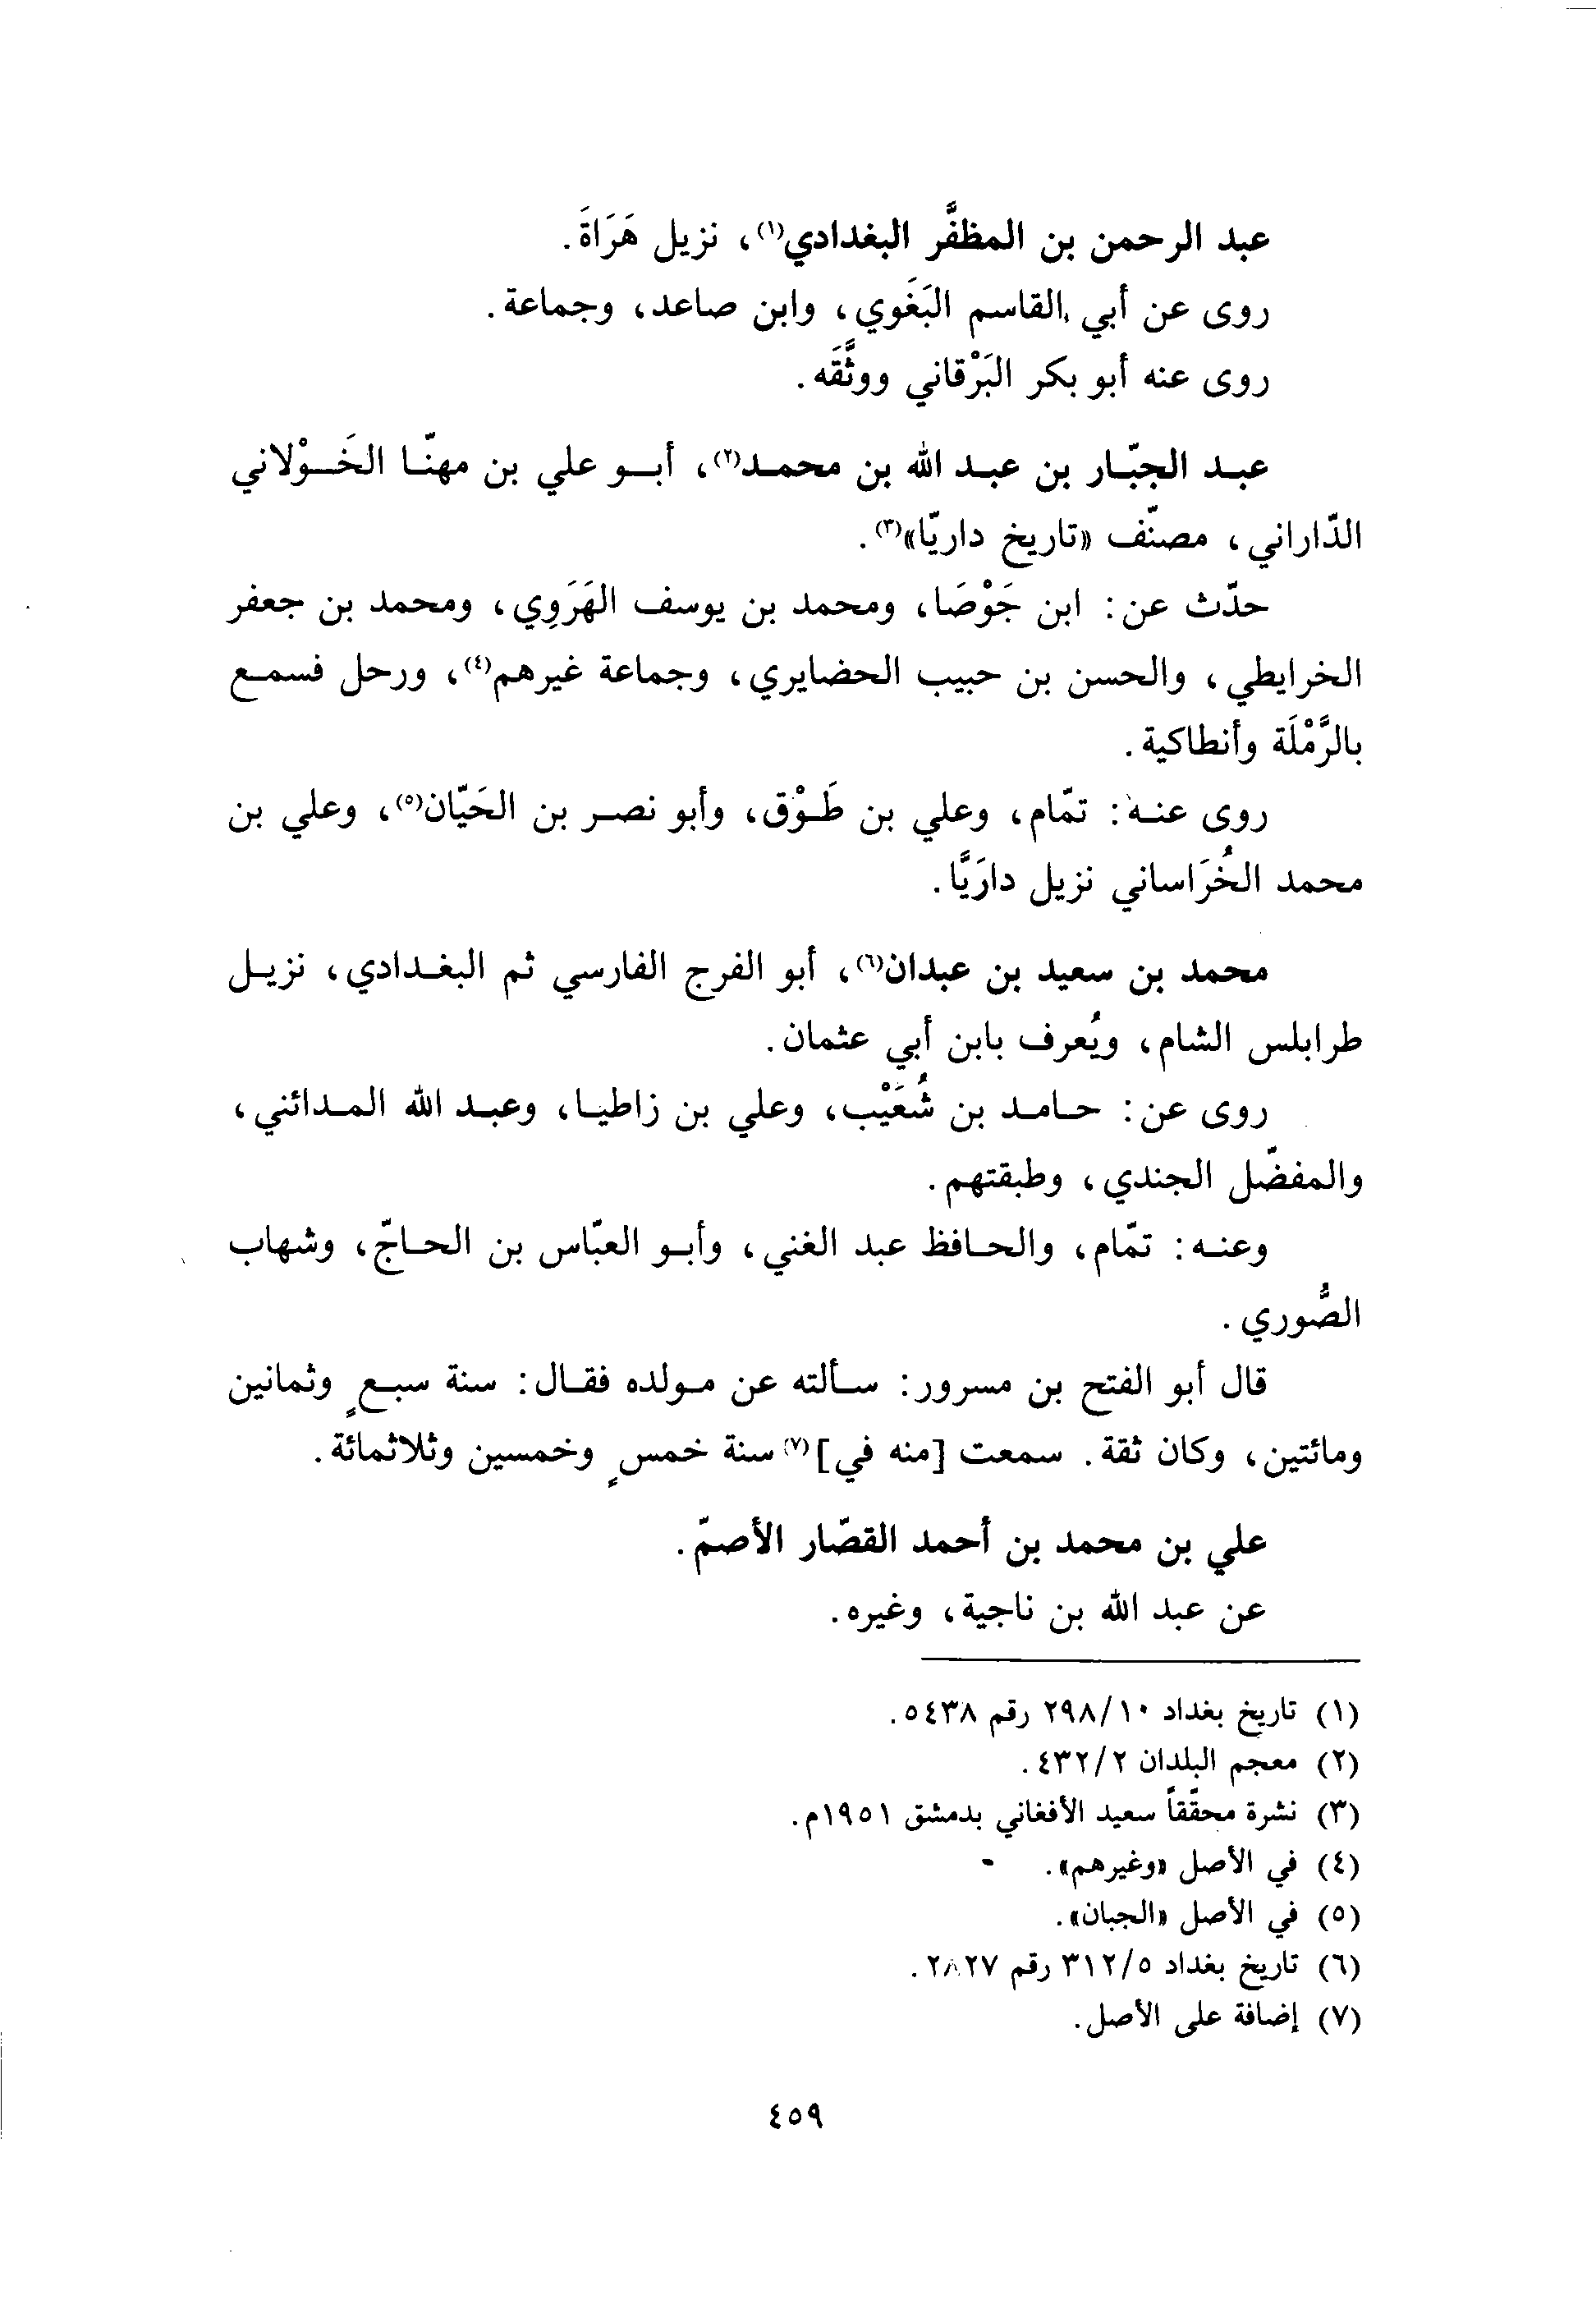 عبد الرحمن بن المظفَّر البغدادي(١)، نزيل هَرَاةَ.
روى عن أبي القاسم البَغَوي، وابن صاعد، وجماعة.
روى عنه أبو بكر البَرْقاني ووثَّقَه.
عبد الجبّار بن عبد الله بن محمد(٢)، أبو علي بن مهنّا الخَوْلاني
الدّاراني، مصنّف «تاريخ داريّا»(٣).
حدّث عن: ابن جَوْصَا، ومحمد بن يوسف الهَرَوِي، ومحمد بن جعفر
الخرايطي، والحسن بن حبيب الحضايري، وجماعة غيرهم(٤)، ورحل فسمع
بالرَّمْلَة وأنطاكية.
روى عنه: تمّام، وعلي بن طَوْق، وأبو نصر بن الحَيّان(٥)، وعلي بن
محمد الخُرَاساني نزيل دارَيَّا.
محمد بن سعيد بن عبدان(٦)، أبو الفرج الفارسي ثم البغدادي، نزيل
طرابلس الشام، ويُعرف بابن أبي عثمان.
روى عن: حامد بن شُعَيْب، وعلي بن زاطيا، وعبد الله المدائني،
والمفضّل الجندي، وطبقتهم.
وعنه: تمّام، والحافظ عبد الغني، وأبو العبّاس بن الحاجّ، وشهاب
الصُّوري.
قال أبو الفتح بن مسرور: سألته عن مولده فقال: سنة سبعٍ وثمانين
ومائتين، وكان ثقة. سمعت [منه في](٧) سنة خمسٍ وخمسين وثلاثمائة.
علي بن محمد بن أحمد القصّار الأصمّ.
عن عبد الله بن ناجية، وغيره.
(١) تاريخ بغداد ٢٩٨/١٠ رقم ٥٤٣٨.
(٢) معجم البلدان ٤٣٢/٢.
(٣) نشرة محقّقاً سعيد الأفغاني بدمشق ١٩٥١م.
(٤) في الأصل «وغيرهم».
(٥) في الأصل «الجبان».
(٦) تاريخ بغداد ٣١٢/٥ رقم ٢٨٢٧.
(٧) إضافة على الأصل.
٤٥٩